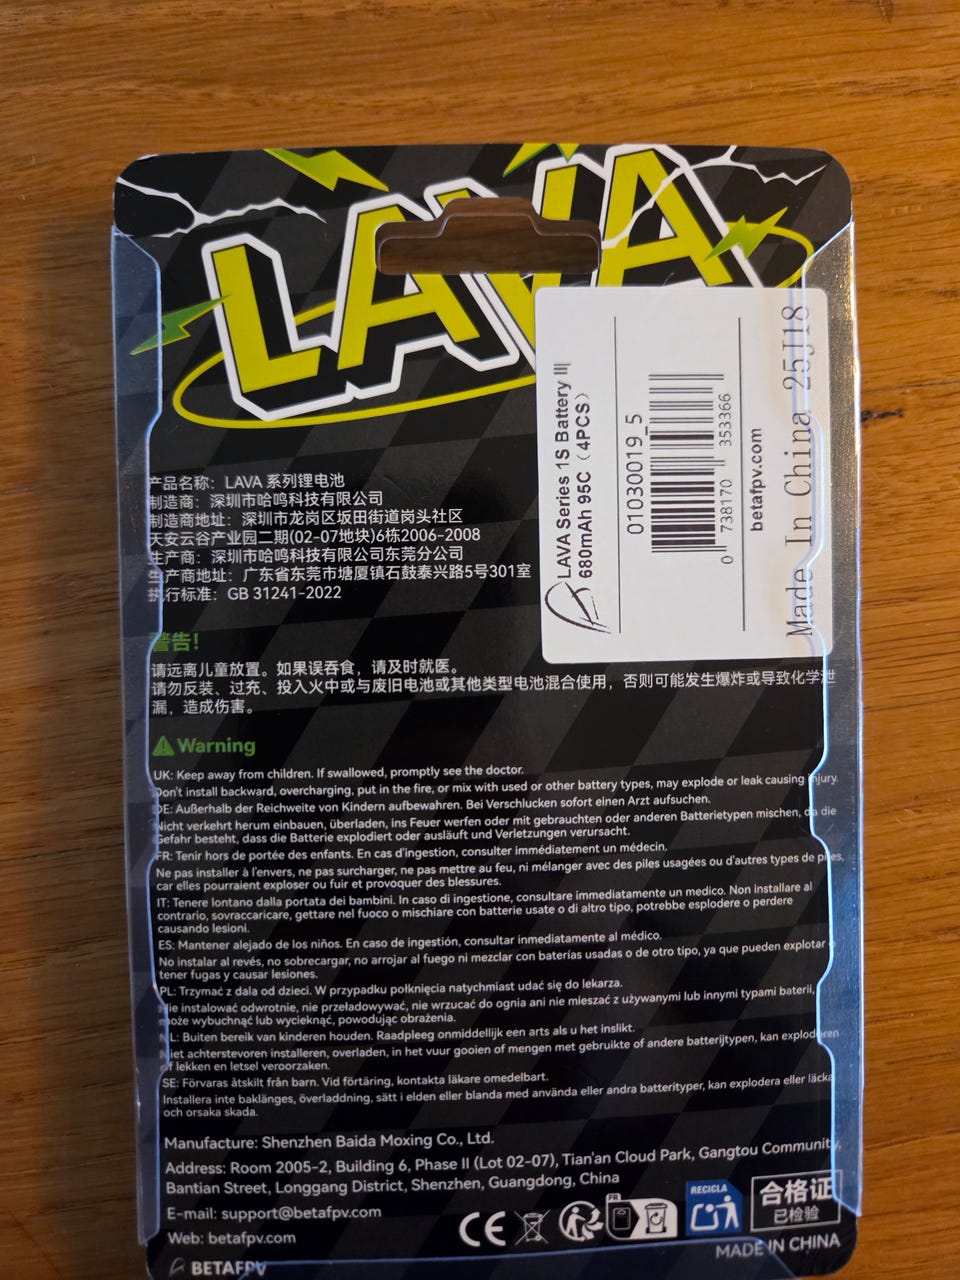 LAVA
产品名称：LAVA 系列锂电池
制造商：深圳市哈鸣科技有限公司
制造商地址：深圳市龙岗区坂田街道岗头社区
天安云谷产业园二期(02-07地块)6栋2006-2008
生产商：深圳市哈鸣科技有限公司东莞分公司
生产商地址：广东省东莞市塘厦镇石鼓泰兴路5号301室
执行标准：GB 31241-2022
LAVA Series 1S Battery
680mAh 95C（4PCS）
01030019_5
0 738170 353366
betafpv.com
Made In China 25J18
警告!
请远离儿童放置。如果误吞食，请及时就医。
请勿反装、过充、投入火中或与废旧电池或其他类型电池混合使用，否则可能发生爆炸或导致化学泄
漏，造成伤害。
Warning
UK: Keep away from children. If swallowed, promptly see the doctor.
Don't install backward, overcharging, put in the fire, or mix with used or other battery types, may explode or leak causing injury.
DE: Außerhalb der Reichweite von Kindern aufbewahren. Bei Verschlucken sofort einen Arzt aufsuchen.
Nicht verkehrt herum einbauen, überladen, ins Feuer werfen oder mit gebrauchten oder anderen Batterietypen mischen, da die
Gefahr besteht, dass die Batterie explodiert oder ausläuft und Verletzungen verursacht.
FR: Tenir hors de portée des enfants. En cas d'ingestion, consulter immédiatement un médecin.
Ne pas installer à l'envers, ne pas surcharger, ne pas mettre au feu, ni mélanger avec des piles usagées ou d'autres types de piles,
car elles pourraient exploser ou fuir et provoquer des blessures.
IT: Tenere lontano dalla portata dei bambini. In caso di ingestione, consultare immediatamente un medico. Non installare al
contrario, sovraccaricare, gettare nel fuoco o mischiare con batterie usate o di altro tipo, potrebbe esplodere o perdere
causando lesioni.
ES: Mantener alejado de los niños. En caso de ingestión, consultar inmediatamente al médico.
No instalar al revés, no sobrecargar, no arrojar al fuego ni mezclar con baterías usadas o de otro tipo, ya que pueden explotar o
tener fugas y causar lesiones.
PL: Trzymać z dala od dzieci. W przypadku połknięcia natychmiast udać się do lekarza.
Nie instalować odwrotnie, nie przeładowywać, nie wrzucać do ognia ani nie mieszać z używanymi lub innymi typami baterii,
może wybuchnąć lub wycieknąć, powodując obrażenia.
NL: Buiten bereik van kinderen houden. Raadpleeg onmiddellijk een arts als u het inslikt.
Niet achterstevoren installeren, overladen, in het vuur gooien of mengen met gebruikte of andere batterijtypen, kan exploderen
of lekken en letsel veroorzaken.
SE: Förvaras åtskilt från barn. Vid förtäring, kontakta läkare omedelbart.
Installera inte baklänges, överladdning, sätt i elden eller blanda med använda eller andra batterityper, kan explodera eller läcka
och orsaka skada.
Manufacture: Shenzhen Baida Moxing Co., Ltd.
Address: Room 2005-2, Building 6, Phase II (Lot 02-07), Tian'an Cloud Park, Gangtou Community,
Bantian Street, Longgang District, Shenzhen, Guangdong, China
E-mail: support@betafpv.com
Web: betafpv.com
CE
FR
RECICLA
合格证
已检验
MADE IN CHINA
BETAFPV